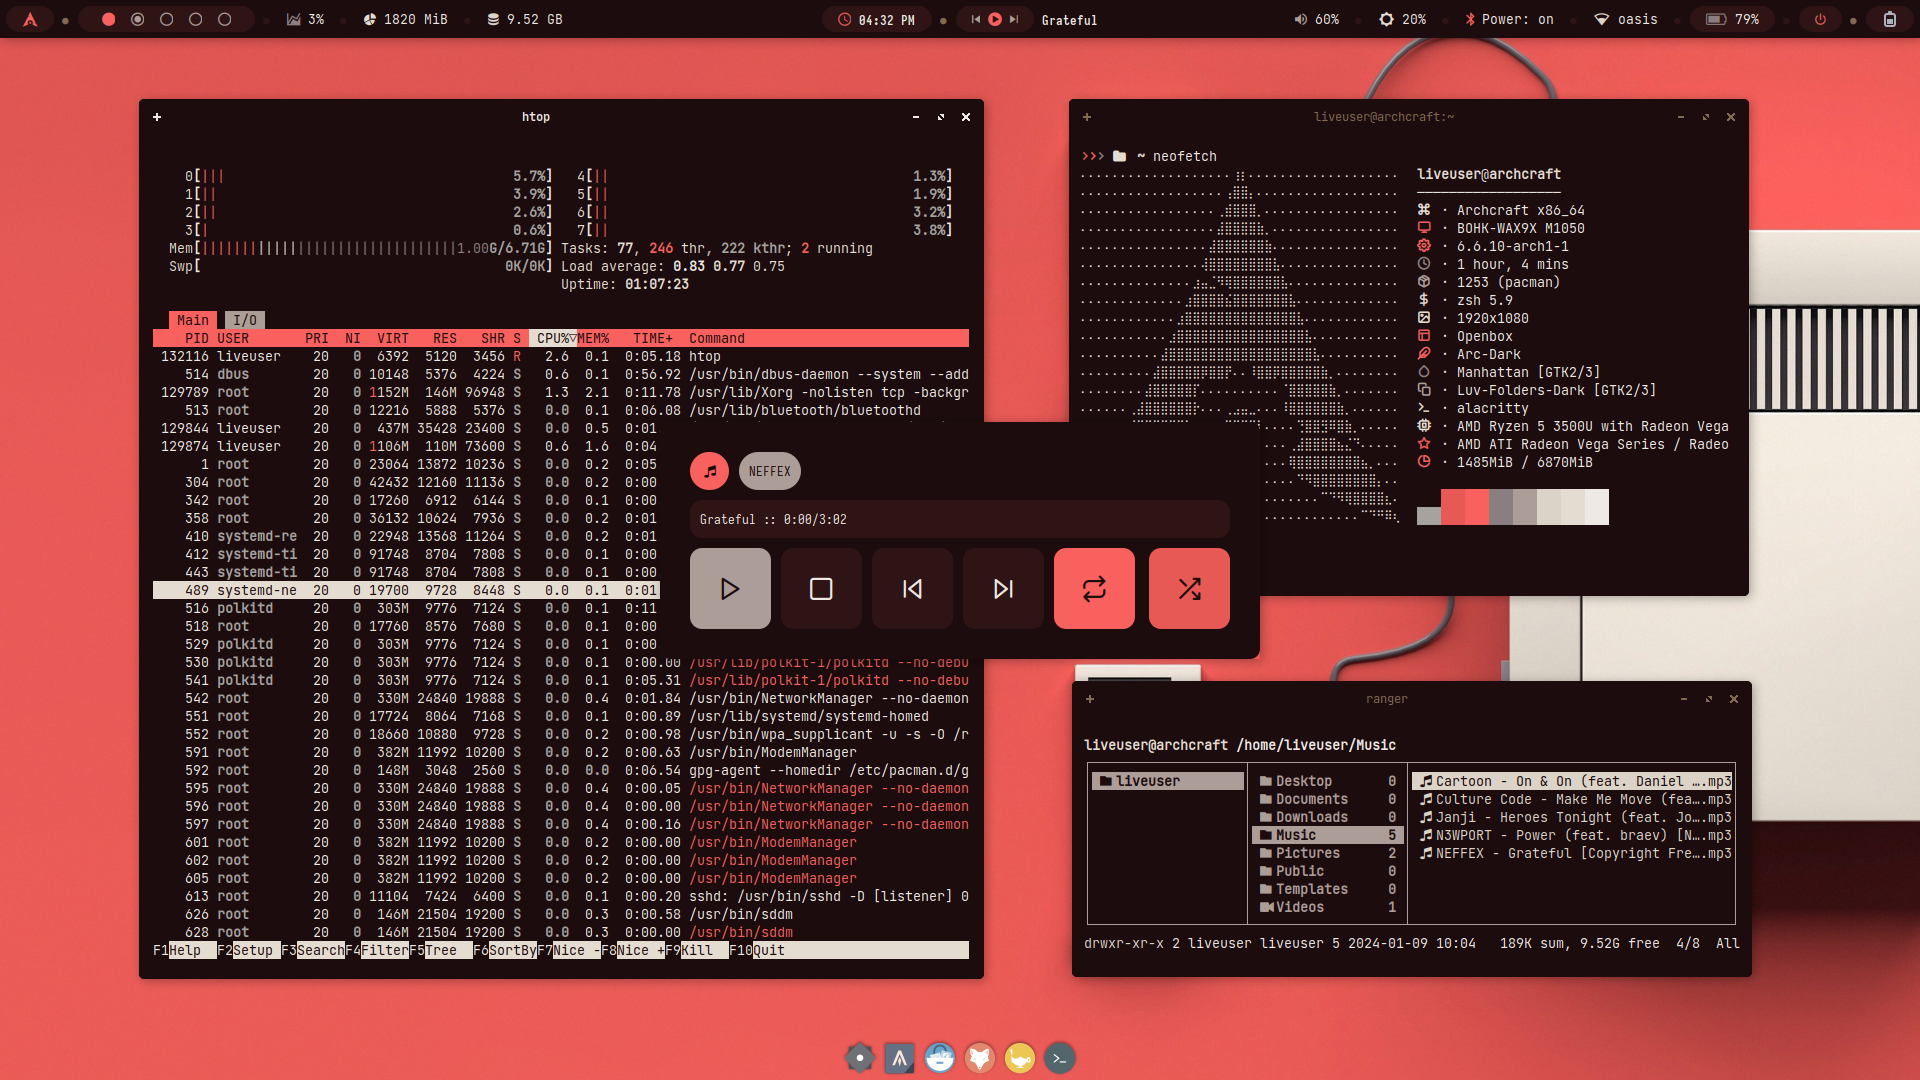 3% 1820 MiB 9.52 GB 04:32 PM Grateful 60% 20% Power: on oasis 79%
htop
0[||| 5.7%] 4[|| 1.3%]
1[|| 3.9%] 5[|| 1.9%]
2[|| 2.6%] 6[|| 3.2%]
3[| 0.6%] 7[|| 3.8%]
Mem[||||||||||||||||||||||||||||||||1.00G/6.71G] Tasks: 77, 246 thr, 222 kthr; 2 running
Swp[ 0K/0K] Load average: 0.83 0.77 0.75
Uptime: 01:07:23
Main I/O
PID USER PRI NI VIRT RES SHR S CPU%▽MEM% TIME+ Command
132116 liveuser 20 0 6392 5120 3456 R 2.6 0.1 0:05.18 htop
514 dbus 20 0 10148 5376 4224 S 0.6 0.1 0:56.92 /usr/bin/dbus-daemon --system --add
129789 root 20 0 1152M 146M 96948 S 1.3 2.1 0:11.78 /usr/lib/Xorg -nolisten tcp -backgr
513 root 20 0 12216 5888 5376 S 0.0 0.1 0:06.08 /usr/lib/bluetooth/bluetoothd
129844 liveuser 20 0 437M 35428 23400 S 0.0 0.5 0:01
129874 liveuser 20 0 1106M 110M 73600 S 0.6 1.6 0:04
1 root 20 0 23064 13872 10236 S 0.0 0.2 0:05
304 root 20 0 42432 12160 11136 S 0.0 0.2 0:00
342 root 20 0 17260 6912 6144 S 0.0 0.1 0:00
358 root 20 0 36132 10624 7936 S 0.0 0.2 0:01
410 systemd-re 20 0 22948 13568 11264 S 0.0 0.2 0:01
412 systemd-ti 20 0 91748 8704 7808 S 0.0 0.1 0:00
443 systemd-ti 20 0 91748 8704 7808 S 0.0 0.1 0:00
489 systemd-ne 20 0 19700 9728 8448 S 0.0 0.1 0:01
516 polkitd 20 0 303M 9776 7124 S 0.0 0.1 0:11
518 root 20 0 17760 8576 7680 S 0.0 0.1 0:00
529 polkitd 20 0 303M 9776 7124 S 0.0 0.1 0:00
530 polkitd 20 0 303M 9776 7124 S 0.0 0.1 0:00.00 /usr/lib/polkit-1/polkitd --no-debu
541 polkitd 20 0 303M 9776 7124 S 0.0 0.1 0:05.31 /usr/lib/polkit-1/polkitd --no-debu
542 root 20 0 330M 24840 19888 S 0.0 0.4 0:01.84 /usr/bin/NetworkManager --no-daemon
551 root 20 0 17724 8064 7168 S 0.0 0.1 0:00.89 /usr/lib/systemd/systemd-homed
552 root 20 0 18660 10880 9728 S 0.0 0.2 0:00.98 /usr/bin/wpa_supplicant -u -s -O /r
591 root 20 0 382M 11992 10200 S 0.0 0.2 0:00.63 /usr/bin/ModemManager
592 root 20 0 148M 3048 2560 S 0.0 0.0 0:06.54 gpg-agent --homedir /etc/pacman.d/g
595 root 20 0 330M 24840 19888 S 0.0 0.4 0:00.05 /usr/bin/NetworkManager --no-daemon
596 root 20 0 330M 24840 19888 S 0.0 0.4 0:00.00 /usr/bin/NetworkManager --no-daemon
597 root 20 0 330M 24840 19888 S 0.0 0.4 0:00.16 /usr/bin/NetworkManager --no-daemon
601 root 20 0 382M 11992 10200 S 0.0 0.2 0:00.00 /usr/bin/ModemManager
602 root 20 0 382M 11992 10200 S 0.0 0.2 0:00.00 /usr/bin/ModemManager
605 root 20 0 382M 11992 10200 S 0.0 0.2 0:00.00 /usr/bin/ModemManager
613 root 20 0 11104 7424 6400 S 0.0 0.1 0:00.20 sshd: /usr/bin/sshd -D [listener] 0
626 root 20 0 146M 21504 19200 S 0.0 0.3 0:00.58 /usr/bin/sddm
628 root 20 0 146M 21504 19200 S 0.0 0.3 0:00.00 /usr/bin/sddm
F1Help F2Setup F3SearchF4FilterF5Tree F6SortByF7Nice -F8Nice +F9Kill F10Quit
NEFFEX
Grateful :: 0:00/3:02
liveuser@archcraft:~
~ neofetch
liveuser@archcraft
· Archcraft x86_64
· BOHK-WAX9X M1050
· 6.6.10-arch1-1
· 1 hour, 4 mins
· 1253 (pacman)
· zsh 5.9
· 1920x1080
· Openbox
· Arc-Dark
· Manhattan [GTK2/3]
· Luv-Folders-Dark [GTK2/3]
· alacritty
· AMD Ryzen 5 3500U with Radeon Vega
· AMD ATI Radeon Vega Series / Radeo
· 1485MiB / 6870MiB
ranger
liveuser@archcraft /home/liveuser/Music
liveuser Desktop 0 Cartoon - On & On (feat. Daniel ….mp3
Documents 0 Culture Code - Make Me Move (fea….mp3
Downloads 0 Janji - Heroes Tonight (feat. Jo….mp3
Music 5 N3WPORT - Power (feat. braev) [N….mp3
Pictures 2 NEFFEX - Grateful [Copyright Fre….mp3
Public 0
Templates 0
Videos 1
drwxr-xr-x 2 liveuser liveuser 5 2024-01-09 10:04 189K sum, 9.52G free 4/8 All